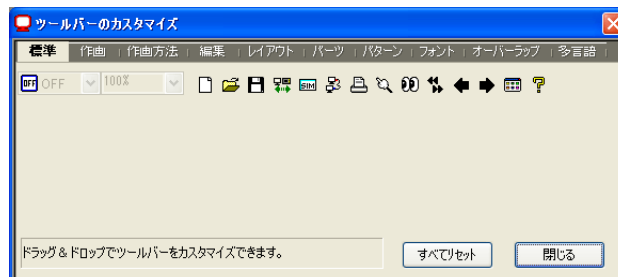 ツールバーのカスタマイズ
標準 作画 作画方法 編集 レイアウト パーツ パターン フォント オーバーラップ 多言語
OFF OFF 100% SIM
ドラッグ&ドロップでツールバーをカスタマイズできます。 すべてリセット 閉じる